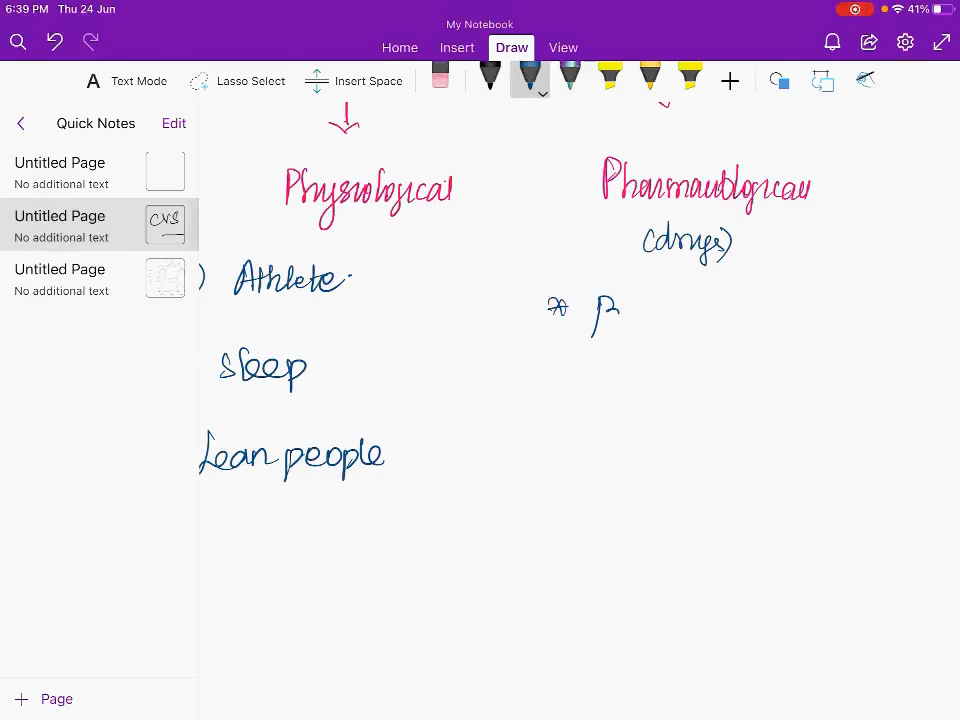 6:39 PM Thu 24 Jun
41%
My Notebook
Home Insert Draw View
Text Mode Lasso Select Insert Space
Quick Notes Edit
Untitled Page
No additional text
Untitled Page
No additional text
CNS
Untitled Page
No additional text
Page
Physiological
) Athlete
sleep
Lean people
Pharmacological
(drugs)
* β